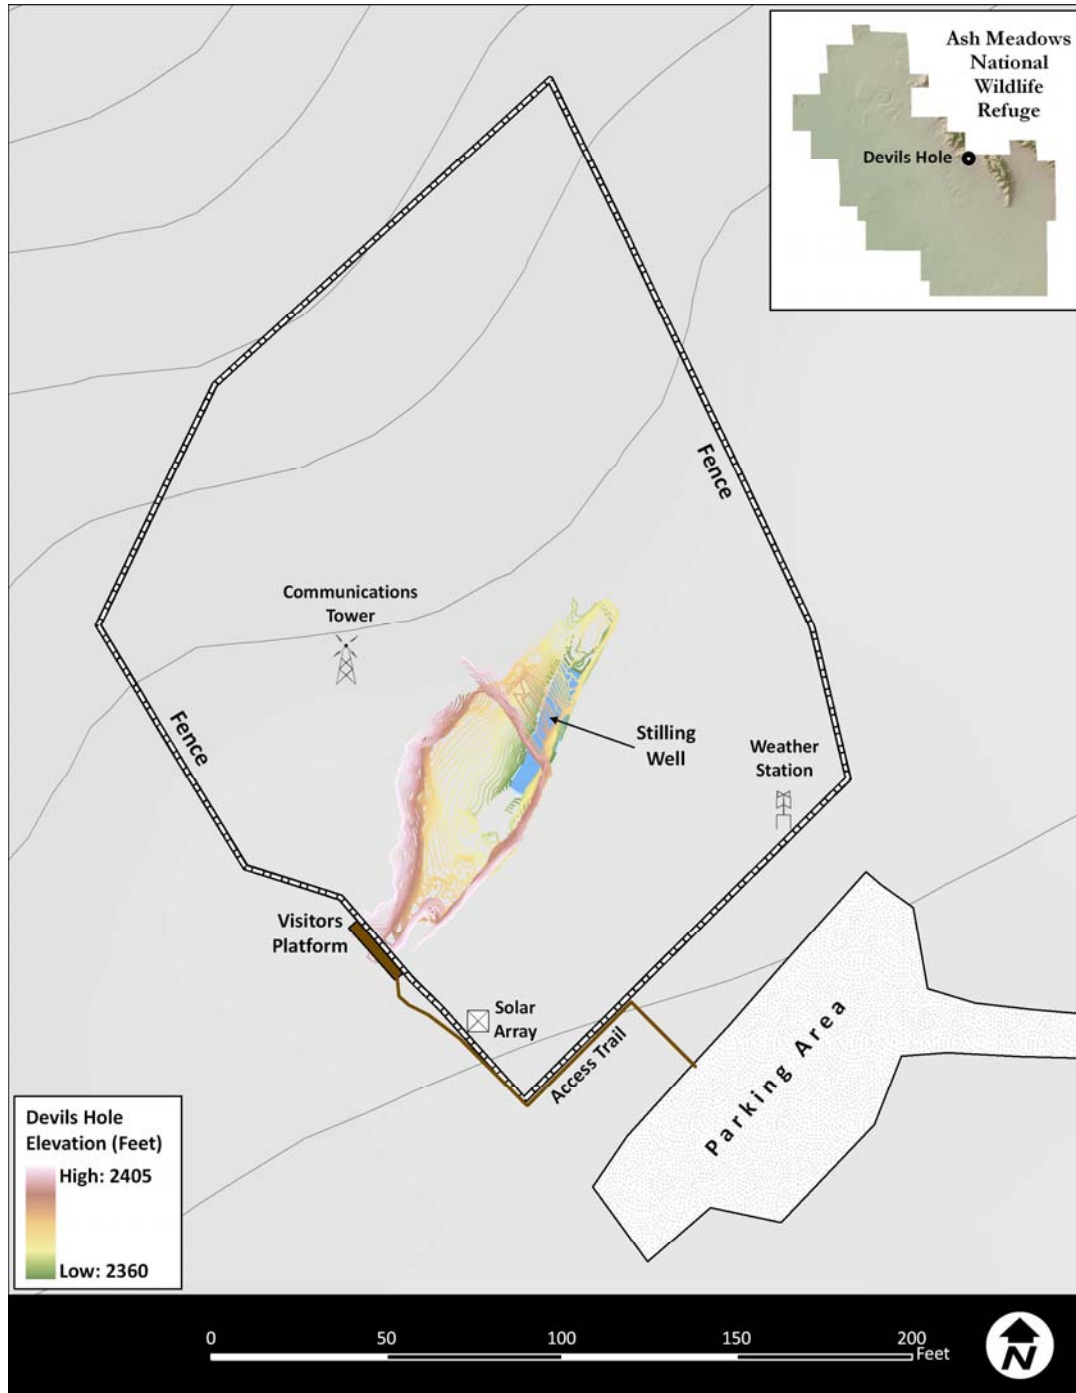 Ash Meadows
National
Wildlife
Refuge
Devils Hole
Fence
Communications
Tower
Fence
Stilling
Well
Weather
Station
Visitors
Platform
Solar
Array
Access Trail
Parking Area
Devils Hole
Elevation (Feet)
High: 2405
Low: 2360
0 50 100 150 200
Feet
N